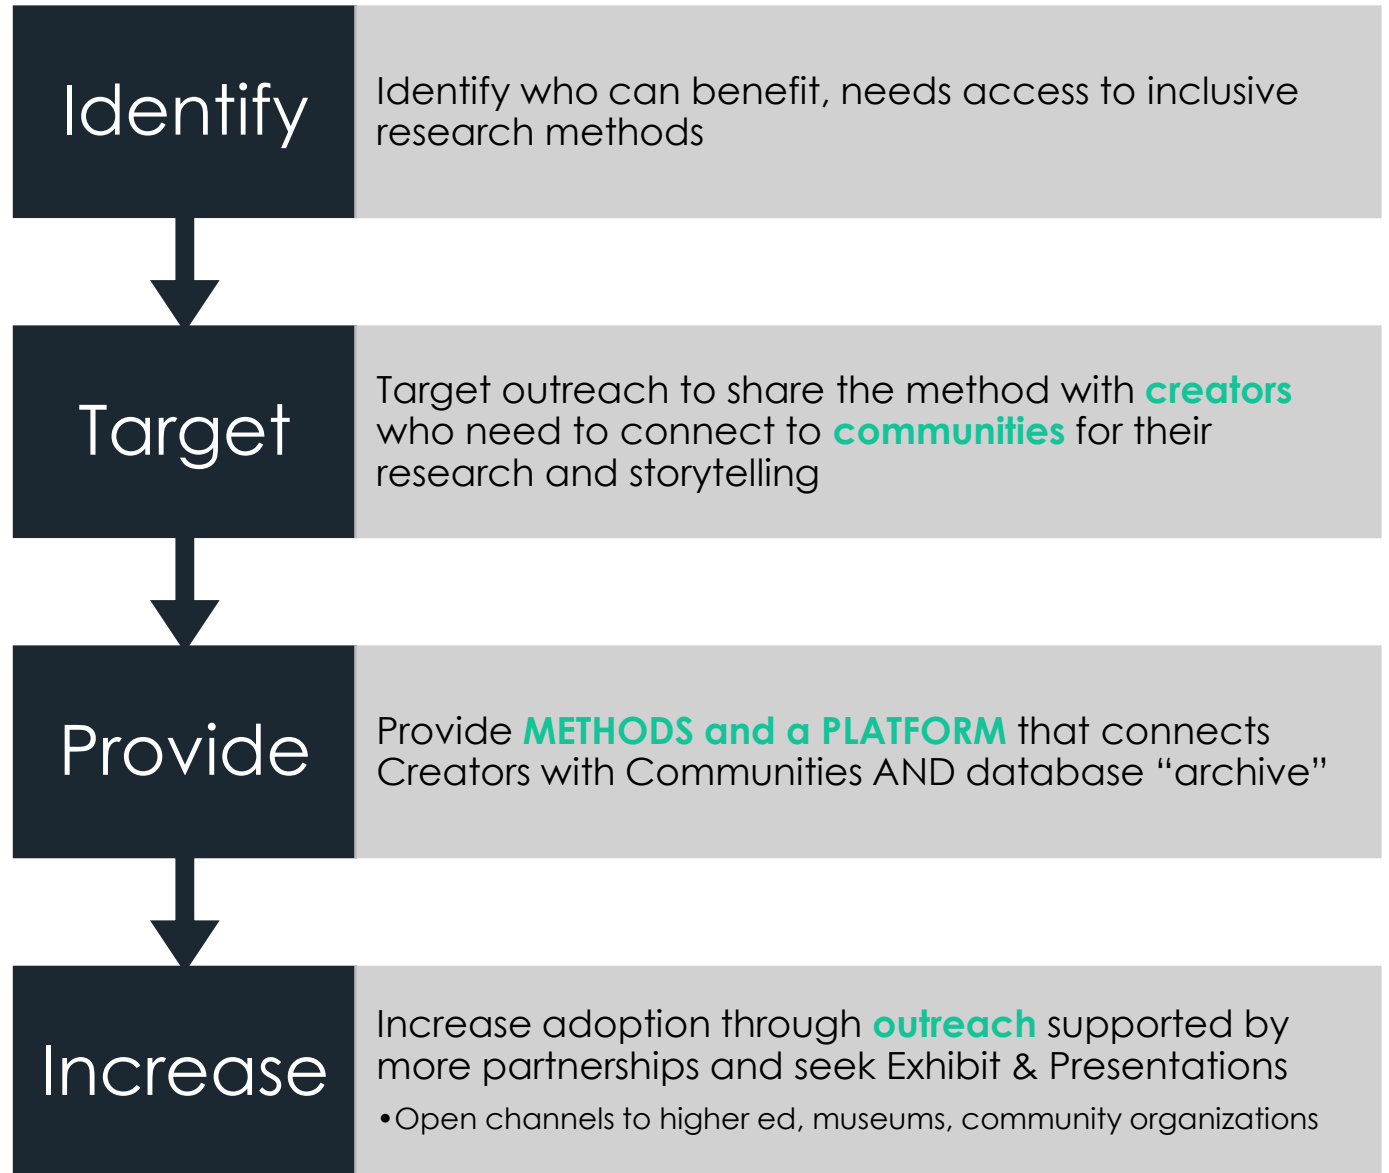 Identify
Identify who can benefit, needs access to inclusive
research methods
Target
Target outreach to share the method with creators
who need to connect to communities for their
research and storytelling
Provide
Provide METHODS and a PLATFORM that connects
Creators with Communities AND database “archive”
Increase
Increase adoption through outreach supported by
more partnerships and seek Exhibit & Presentations
•Open channels to higher ed, museums, community organizations